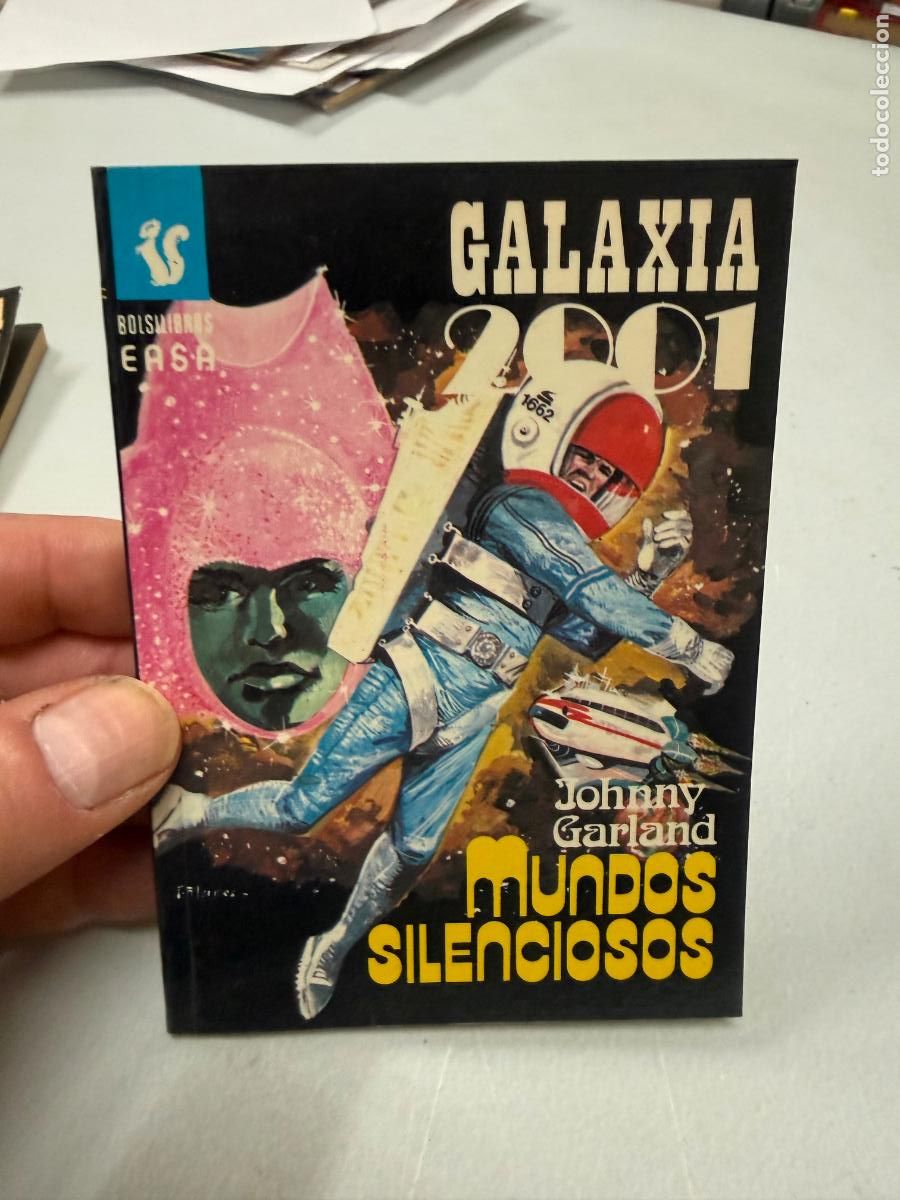 GALAXIA
2001
BOLSILIBROS
EASA
1662
Johnny
Garland
MUNDOS
SILENCIOSOS
todocoleccion